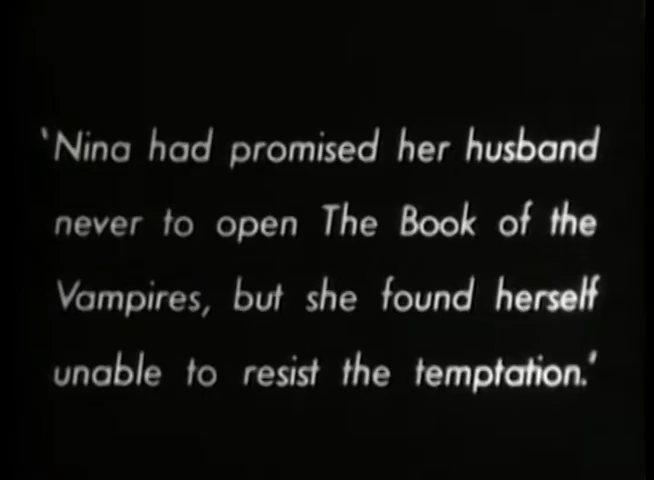 'Nina had promised her husband
never to open The Book of the
Vampires, but she found herself
unable to resist the temptation.'